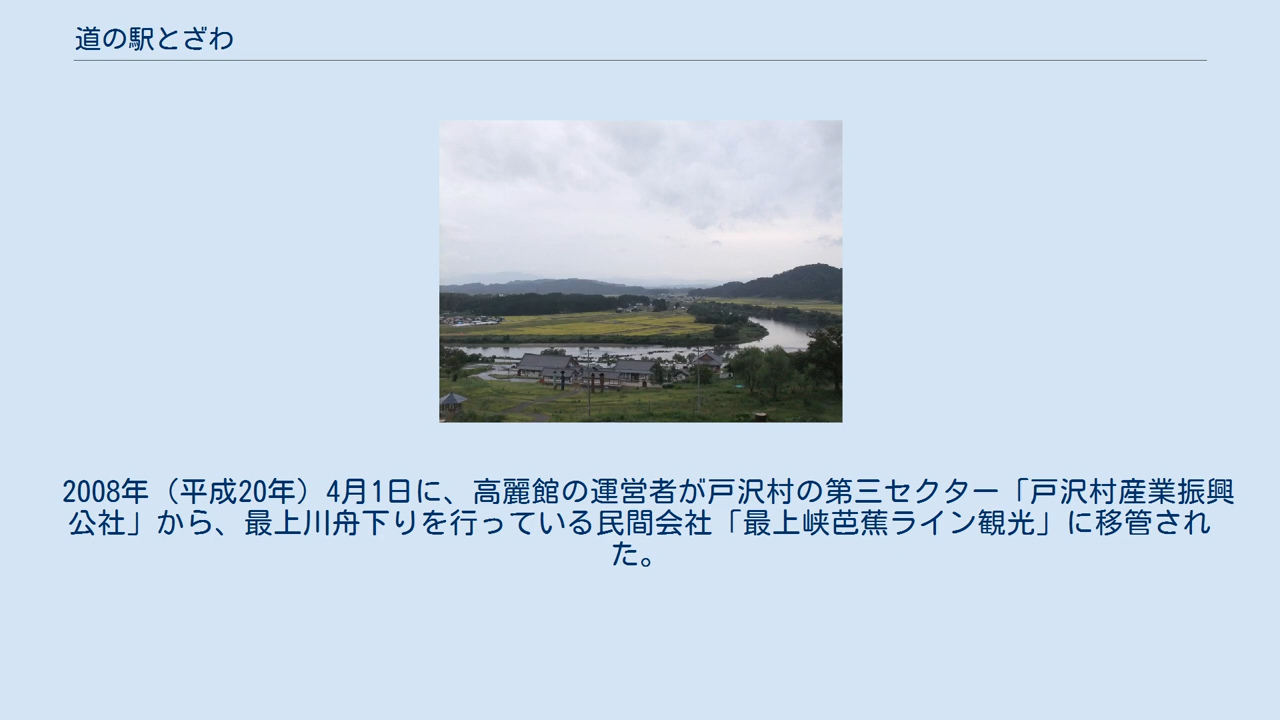 道の駅とざわ
2008年（平成20年）4月1日に、高麗館の運営者が戸沢村の第三セクター「戸沢村産業振興
公社」から、最上川舟下りを行っている民間会社「最上峡芭蕉ライン観光」に移管され
た。